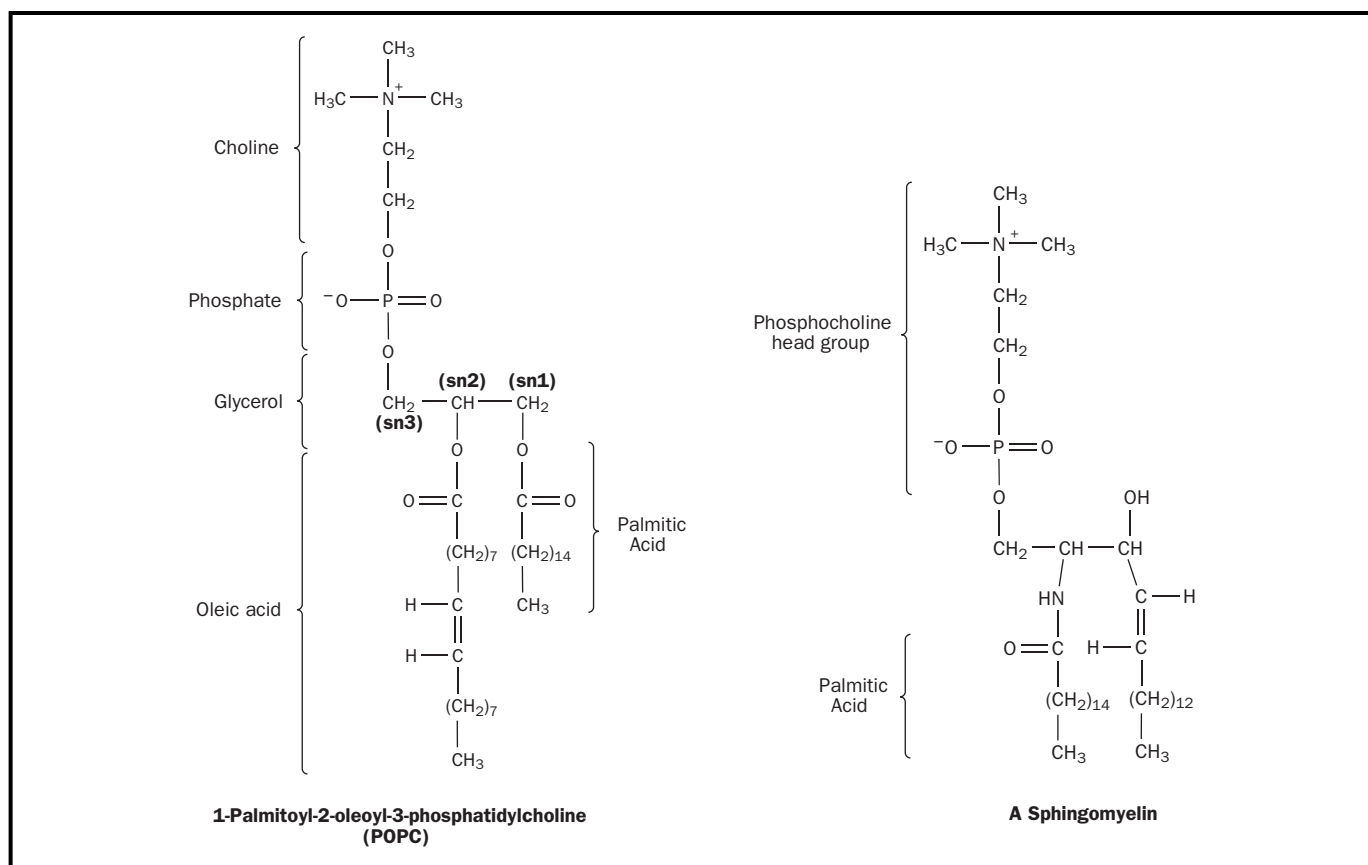 CH₃
H₃C—N⁺—CH₃
Choline
CH₂
CH₂
O
Phosphate
⁻O—P=O
O
Glycerol
(sn2) (sn1)
CH₂—CH—CH₂
(sn3)
O O
O=C C=O
Palmitic
Acid
(CH₂)₇ (CH₂)₁₄
Oleic acid
H—C CH₃
H—C
(CH₂)₇
CH₃
1-Palmitoyl-2-oleoyl-3-phosphatidylcholine
(POPC)
CH₃
H₃C—N⁺—CH₃
CH₂
Phosphocholine
head group
CH₂
O
⁻O—P=O
O OH
CH₂—CH—CH
HN C—H
O=C H—C
Palmitic
Acid
(CH₂)₁₄ (CH₂)₁₂
CH₃ CH₃
A Sphingomyelin